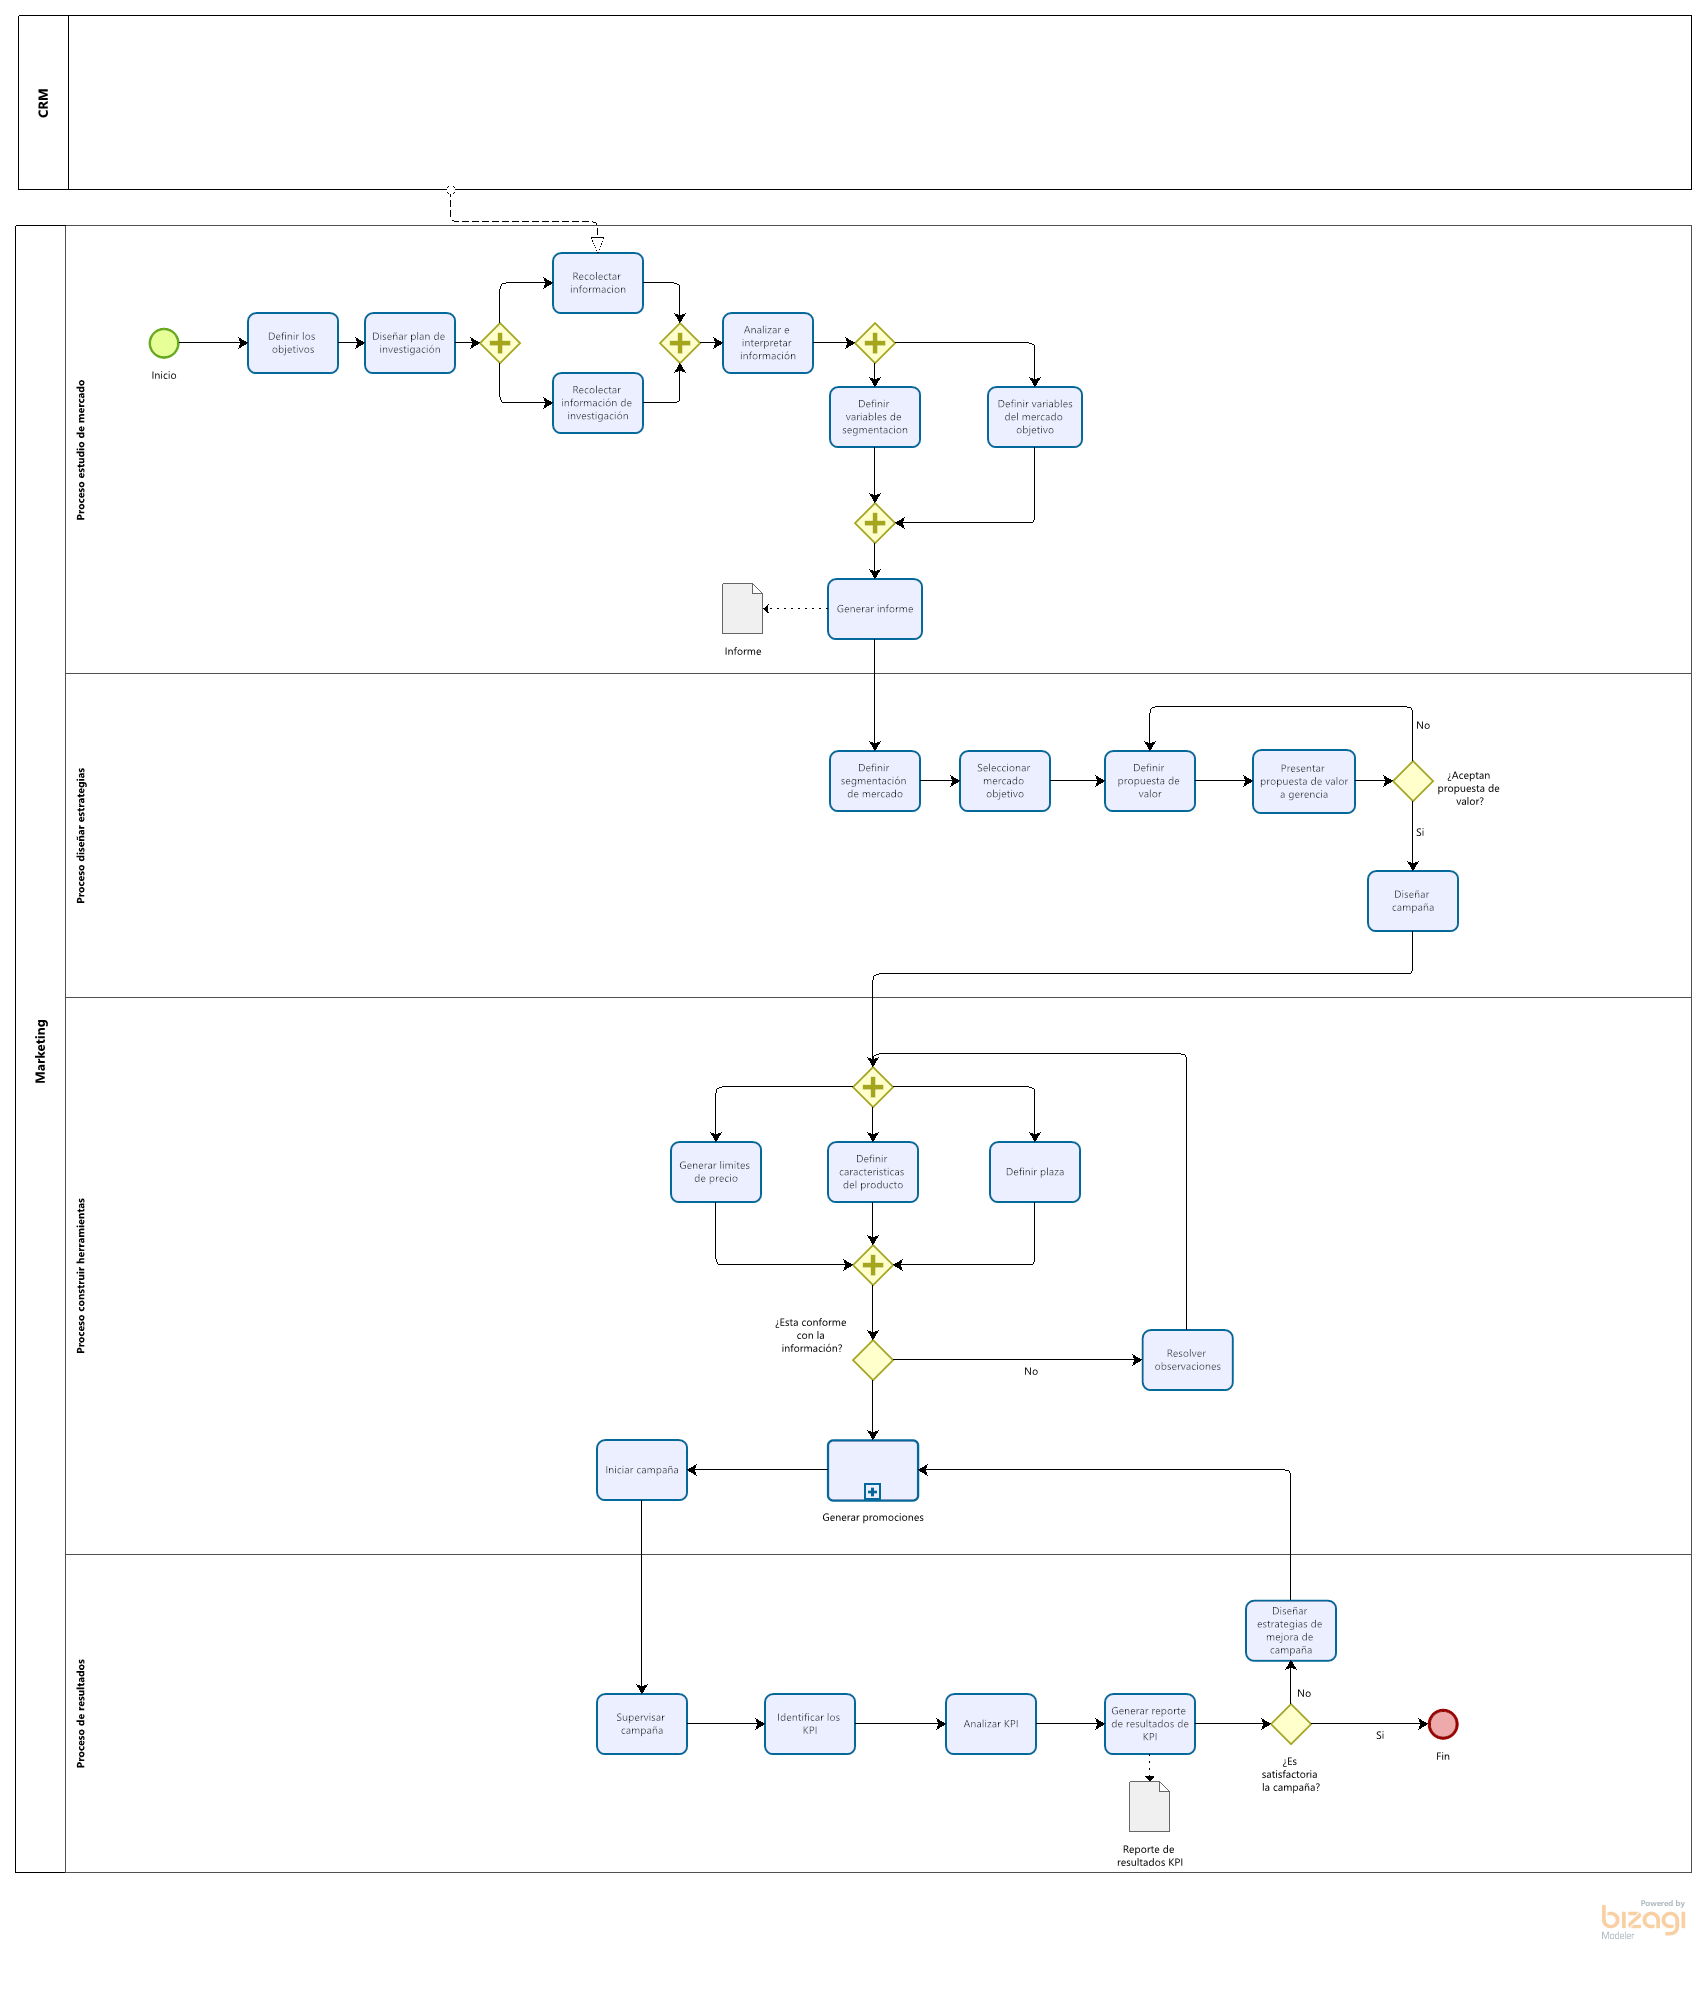 CRM
Marketing
Proceso estudio de mercado
Inicio
Definir los
objetivos
Diseñar plan de
investigación
Recolectar
informacion
Recolectar
información de
investigación
Analizar e
interpretar
información
Definir
variables de
segmentacion
Definir variables
del mercado
objetivo
Generar informe
Informe
Proceso diseñar estrategias
Definir
segmentación
de mercado
Seleccionar
mercado
objetivo
Definir
propuesta de
valor
Presentar
propuesta de valor
a gerencia
No
¿Aceptan
propuesta de
valor?
Si
Diseñar
campaña
Proceso construir herramientas
Generar limites
de precio
Definir
caracteristicas
del producto
Definir plaza
¿Esta conforme
con la
información?
No
Resolver
observaciones
Iniciar campaña
Generar promociones
Proceso de resultados
Diseñar
estrategias de
mejora de
campaña
Supervisar
campaña
Identificar los
KPI
Analizar KPI
Generar reporte
de resultados de
KPI
No
Si
¿Es
satisfactoria
la campaña?
Fin
Reporte de
resultados KPI
Powered by
bizagi
Modeler